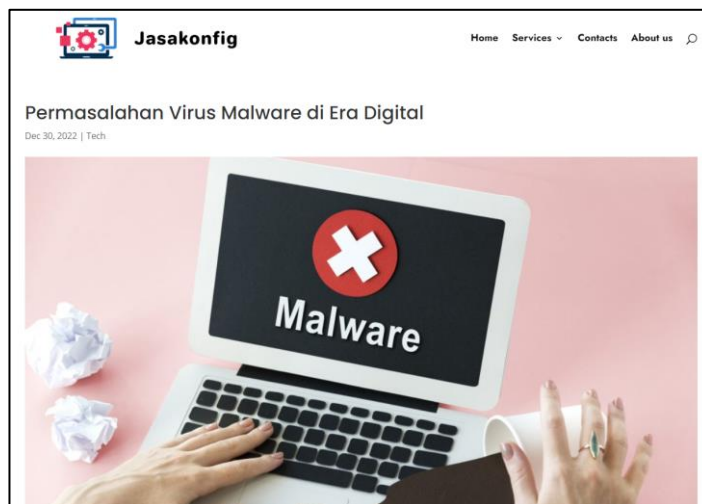 Jasakonfig
Home Services Contacts About us
Permasalahan Virus Malware di Era Digital
Dec 30, 2022 | Tech
Malware